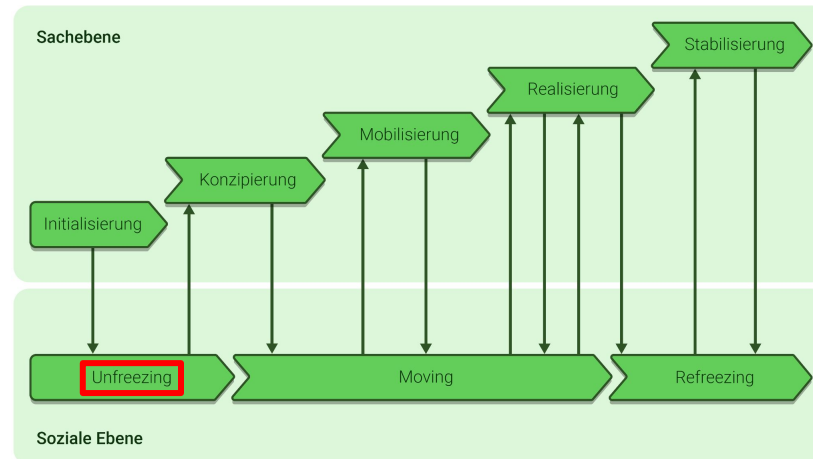 Sachebene
Stabilisierung
Realisierung
Mobilisierung
Konzipierung
Initialisierung
Unfreezing
Moving
Refreezing
Soziale Ebene